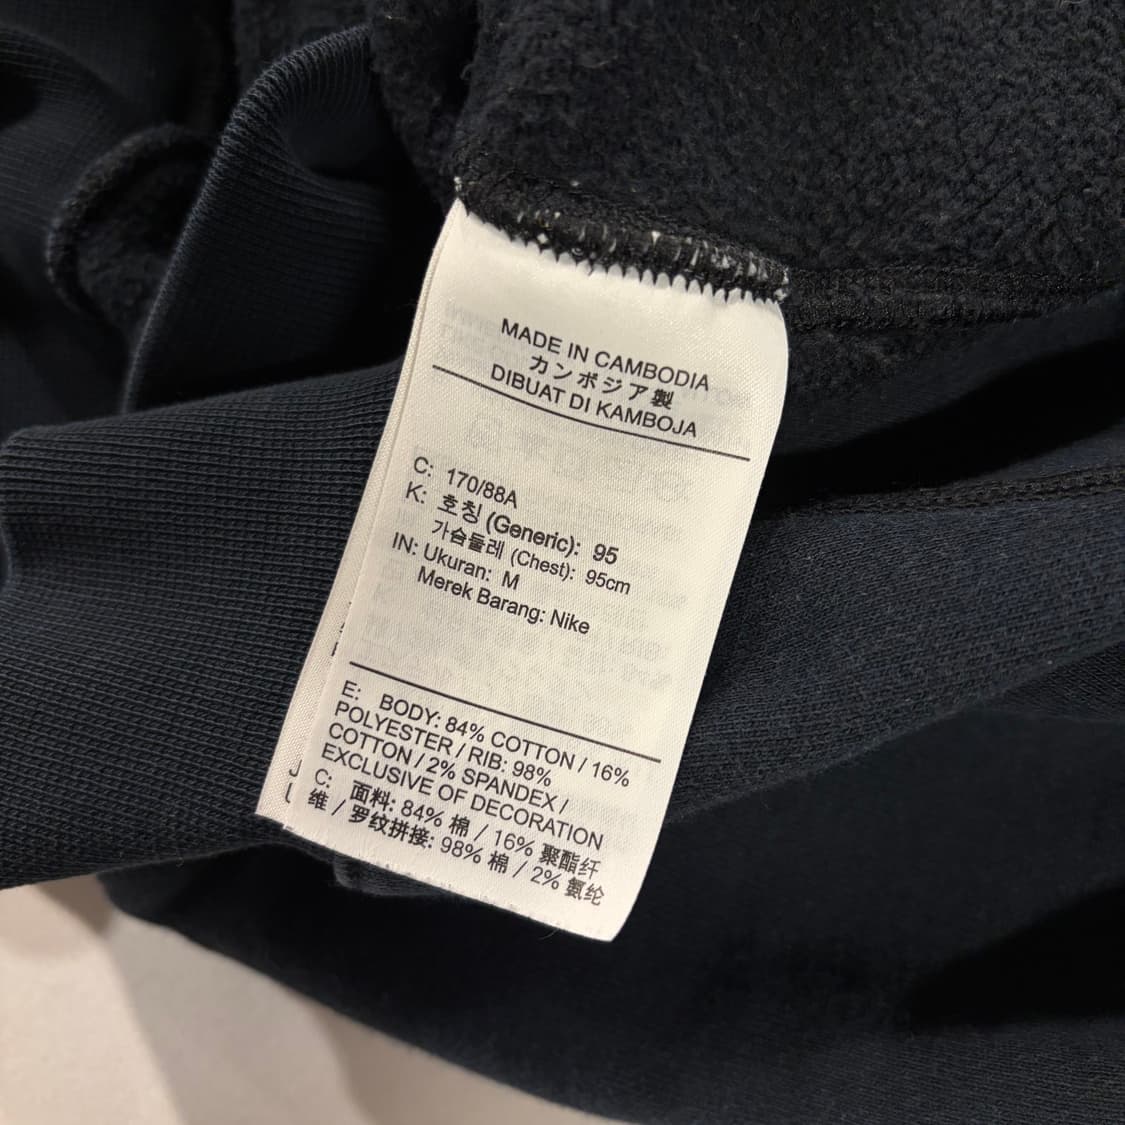 MADE IN CAMBODIA
カンボジア製
DIBUAT DI KAMBOJA
C: 170/88A
K: 호칭 (Generic): 95
가슴둘레 (Chest): 95cm
IN: Ukuran: M
Merek Barang: Nike
E: BODY: 84% COTTON / 16%
POLYESTER / RIB: 98%
COTTON / 2% SPANDEX /
EXCLUSIVE OF DECORATION
C: 面料: 84% 棉 / 16% 聚酯纤
维 / 罗纹拼接: 98% 棉 / 2% 氨纶